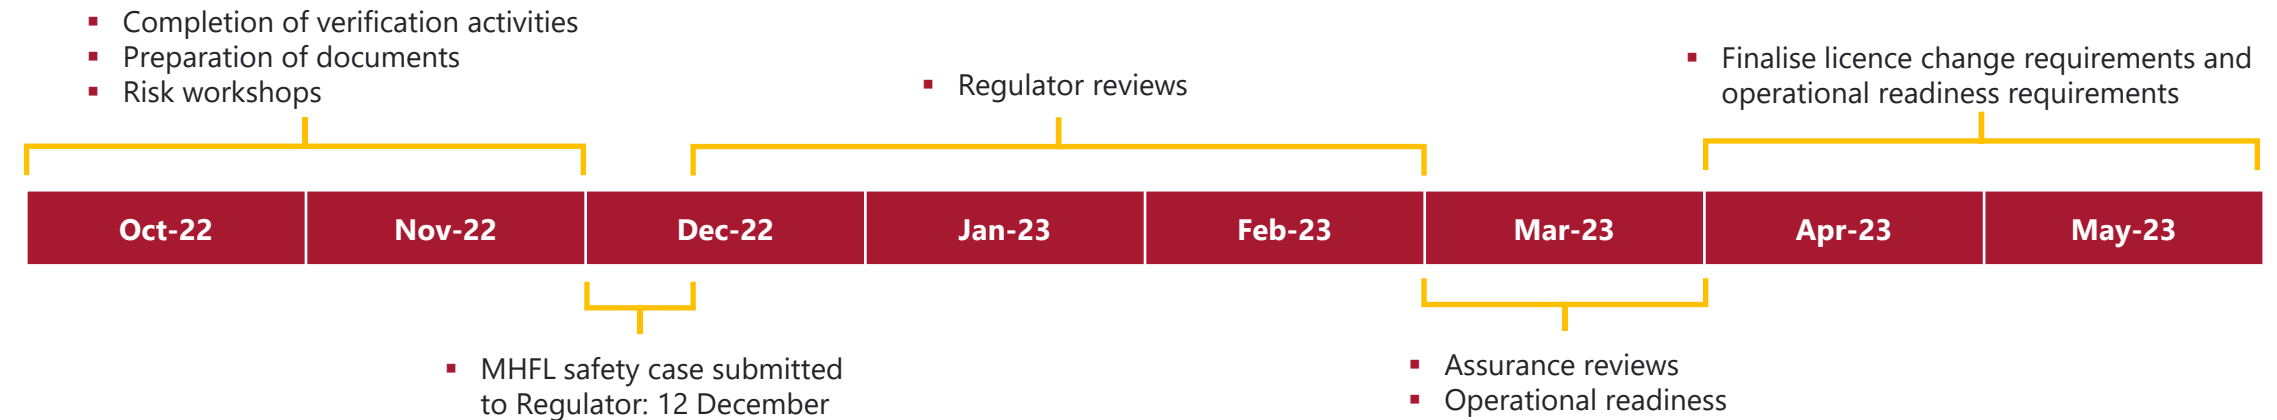 ▪ Completion of verification activities
▪ Preparation of documents
▪ Risk workshops
▪ Regulator reviews
▪ Finalise licence change requirements and
operational readiness requirements
Oct-22
Nov-22
Dec-22
Jan-23
Feb-23
Mar-23
Apr-23
May-23
▪ MHFL safety case submitted
to Regulator: 12 December
▪ Assurance reviews
▪ Operational readiness